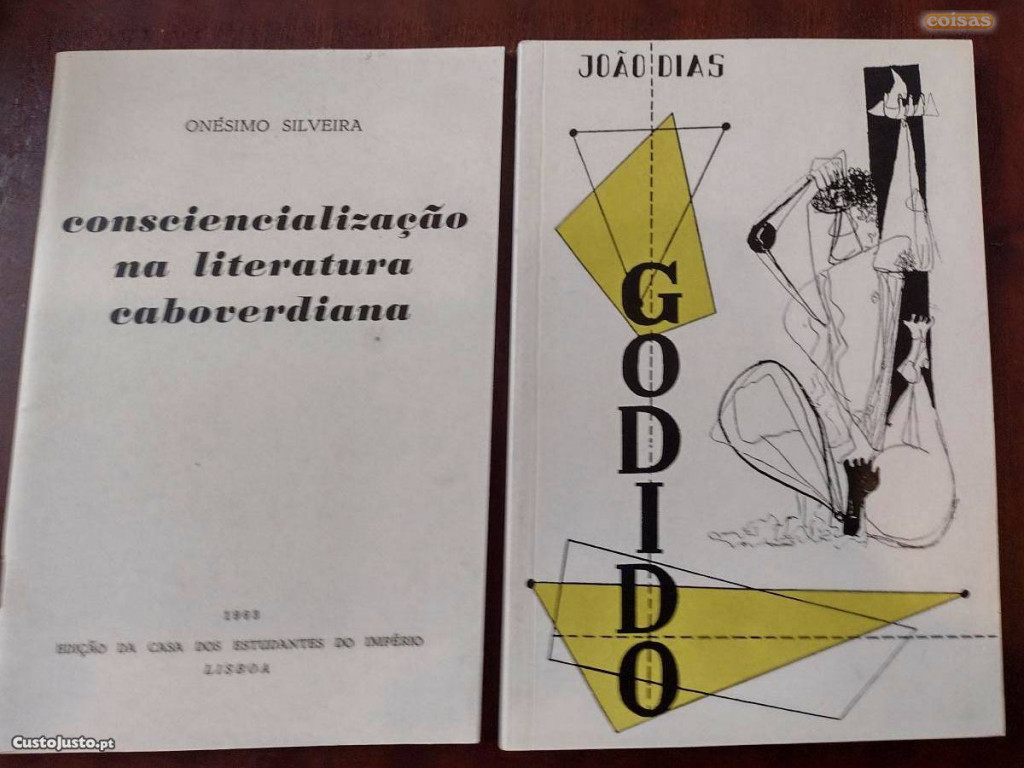 coisas
ONÉSIMO SILVEIRA
consciencialização
na literatura
caboverdiana
1963
EDIÇÃO DA CASA DOS ESTUDANTES DO IMPÉRIO
LISBOA
JOÃO DIAS
GODIDO
CustoJusto.pt